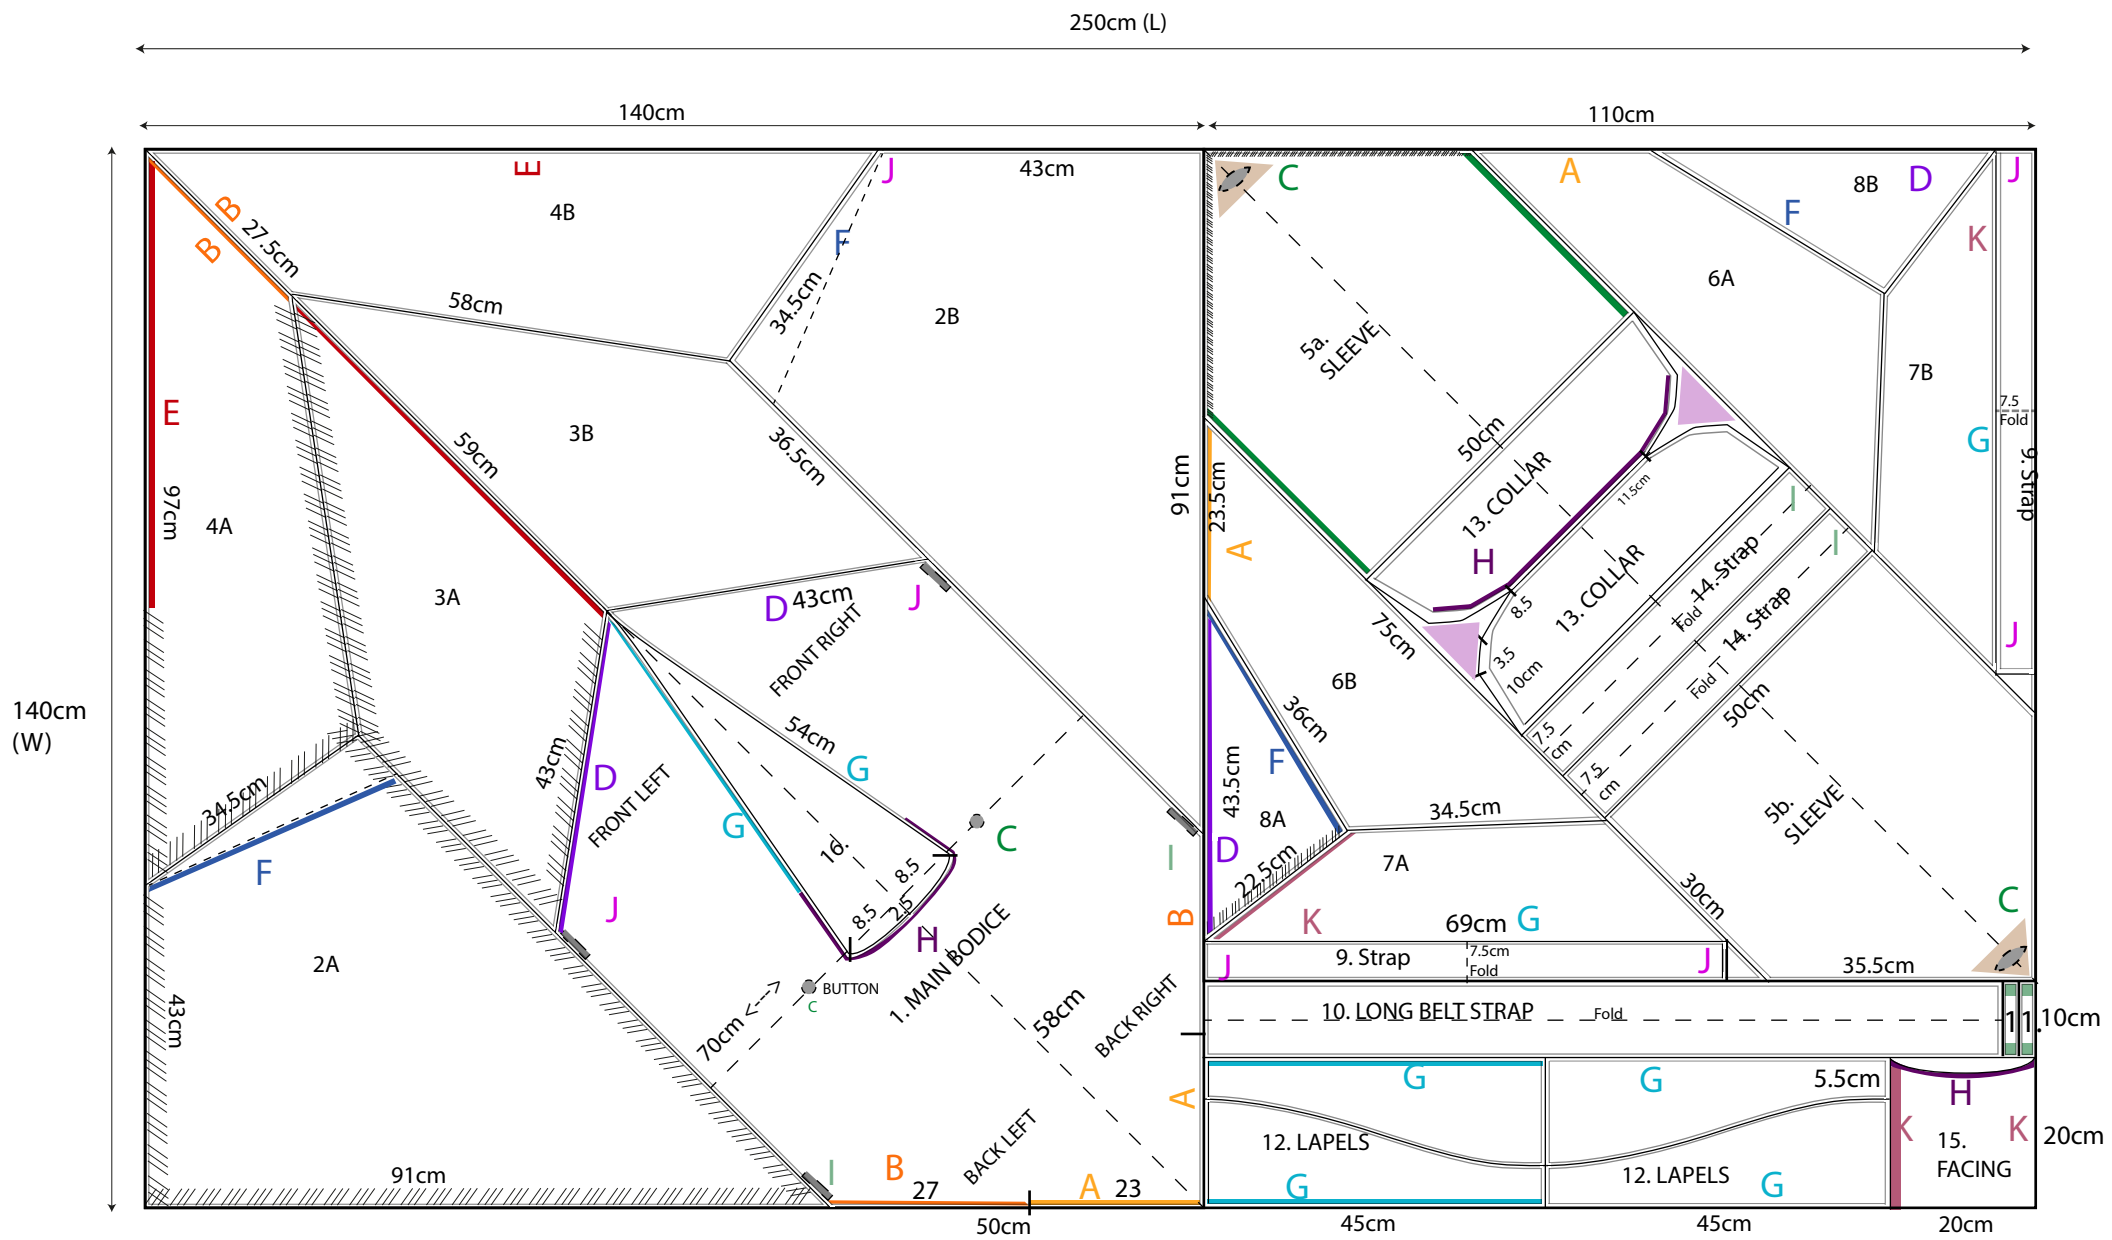 250cm (L)
140cm
110cm
140cm
(W)
E
4B
J
43cm
C
A
8B
D
J
B
27.5cm
B
F
34.5cm
58cm
2B
F
K
6A
5a.
SLEEVE
7B
7.5
Fold
G
9. Strap
E
97cm
4A
59cm
3B
36.5cm
91cm
23.5cm
A
50cm
13. COLLAR
11.5cm
H
I
I
3A
D
43cm
J
FRONT RIGHT
8.5
13. COLLAR
14. Strap
Fold
14. Strap
Fold
J
75cm
3.5
10cm
50cm
6B
36cm
7.5
cm
7.5
cm
34.5cm
43cm
D
FRONT LEFT
G
54cm
G
16.
C
I
43.5cm
F
8A
D
34.5cm
5b.
SLEEVE
F
J
8.5
8.5
2.5
H
B
22.5cm
7A
K
69cm
G
30cm
C
2A
43cm
1. MAIN BODICE
J
9. Strap
7.5cm
Fold
J
35.5cm
BUTTON
C
70cm
58cm
BACK RIGHT
10. LONG BELT STRAP
Fold
11.
10cm
A
G
G
5.5cm
H
12. LAPELS
K
K
15.
FACING
20cm
91cm
I
B
27
BACK LEFT
A
23
G
12. LAPELS
G
50cm
45cm
45cm
20cm